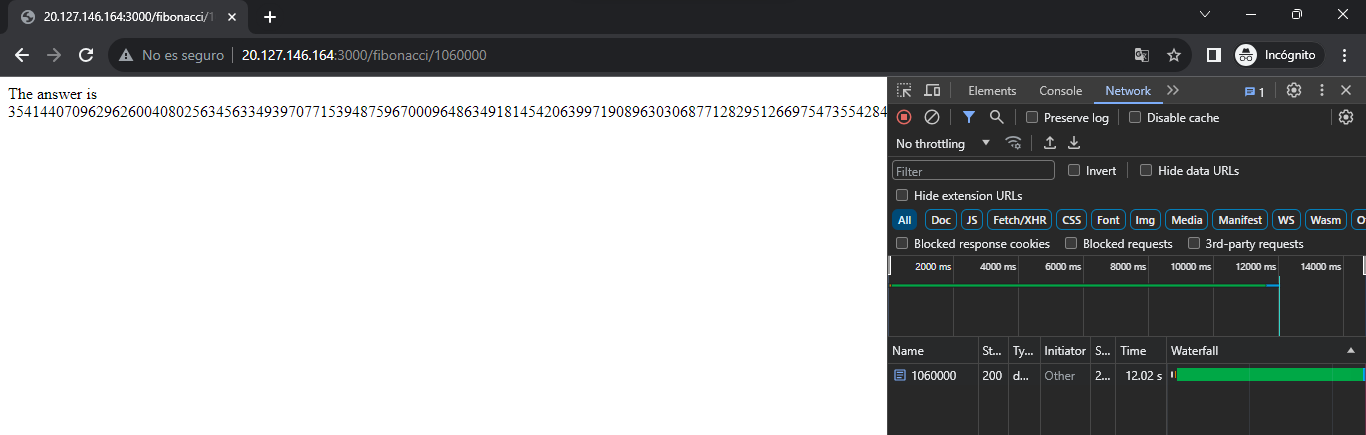 20.127.146.164:3000/fibonacci/1
No es seguro 20.127.146.164:3000/fibonacci/1060000 Incógnito
The answer is
Elements Console Network 1
Preserve log Disable cache
No throttling
Filter Invert Hide data URLs
Hide extension URLs
All Doc JS Fetch/XHR CSS Font Img Media Manifest WS Wasm O
Blocked response cookies Blocked requests 3rd-party requests
2000 ms 4000 ms 6000 ms 8000 ms 10000 ms 12000 ms 14000 ms
Name St... Ty... Initiator S... Time Waterfall
1060000 200 d... Other 2... 12.02 s